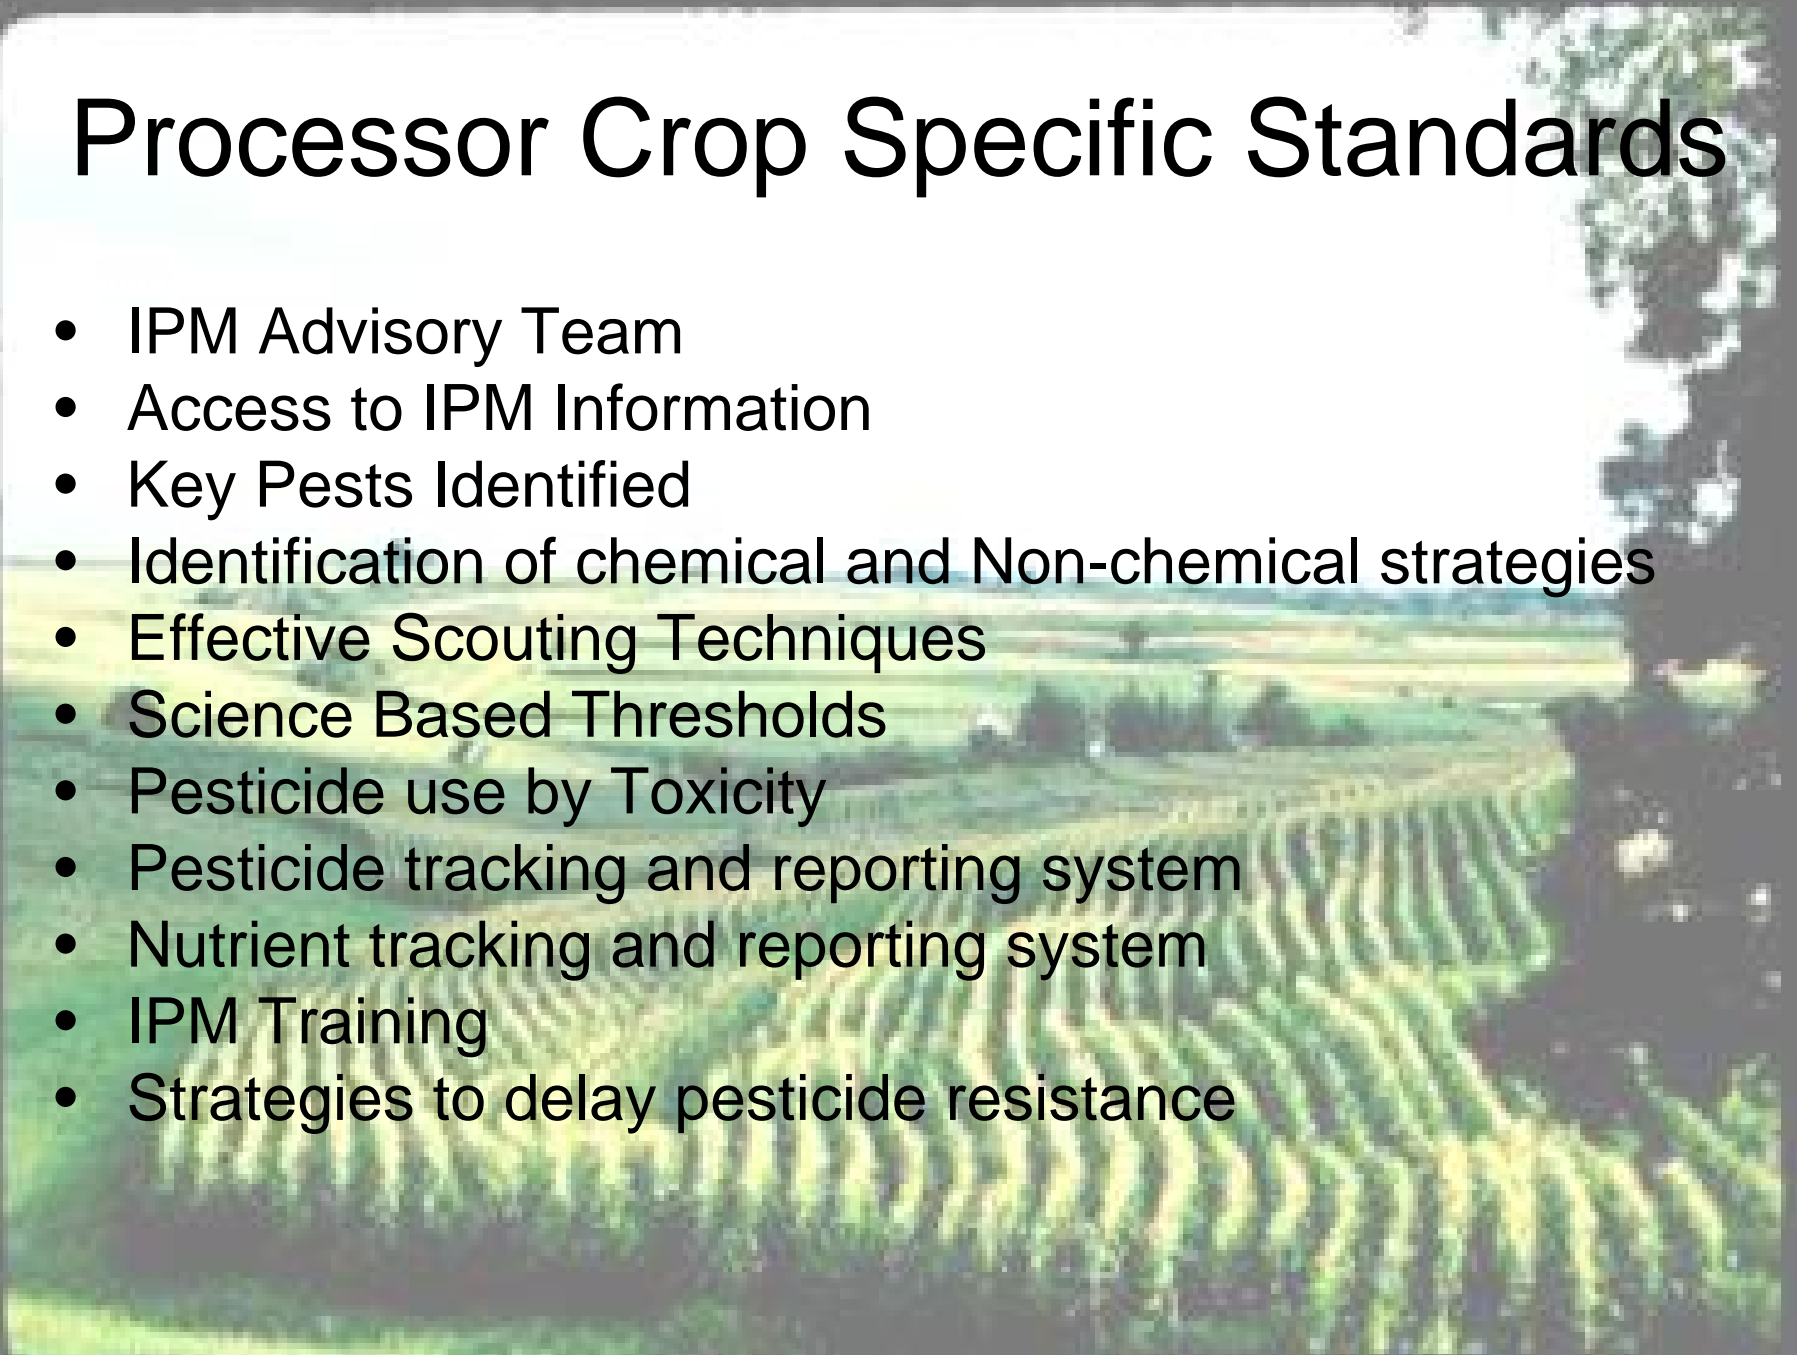 Processor Crop Specific Standards
• IPM Advisory Team
• Access to IPM Information
• Key Pests Identified
• Identification of chemical and Non-chemical strategies
• Effective Scouting Techniques
• Science Based Thresholds
• Pesticide use by Toxicity
• Pesticide tracking and reporting system
• Nutrient tracking and reporting system
• IPM Training
• Strategies to delay pesticide resistance